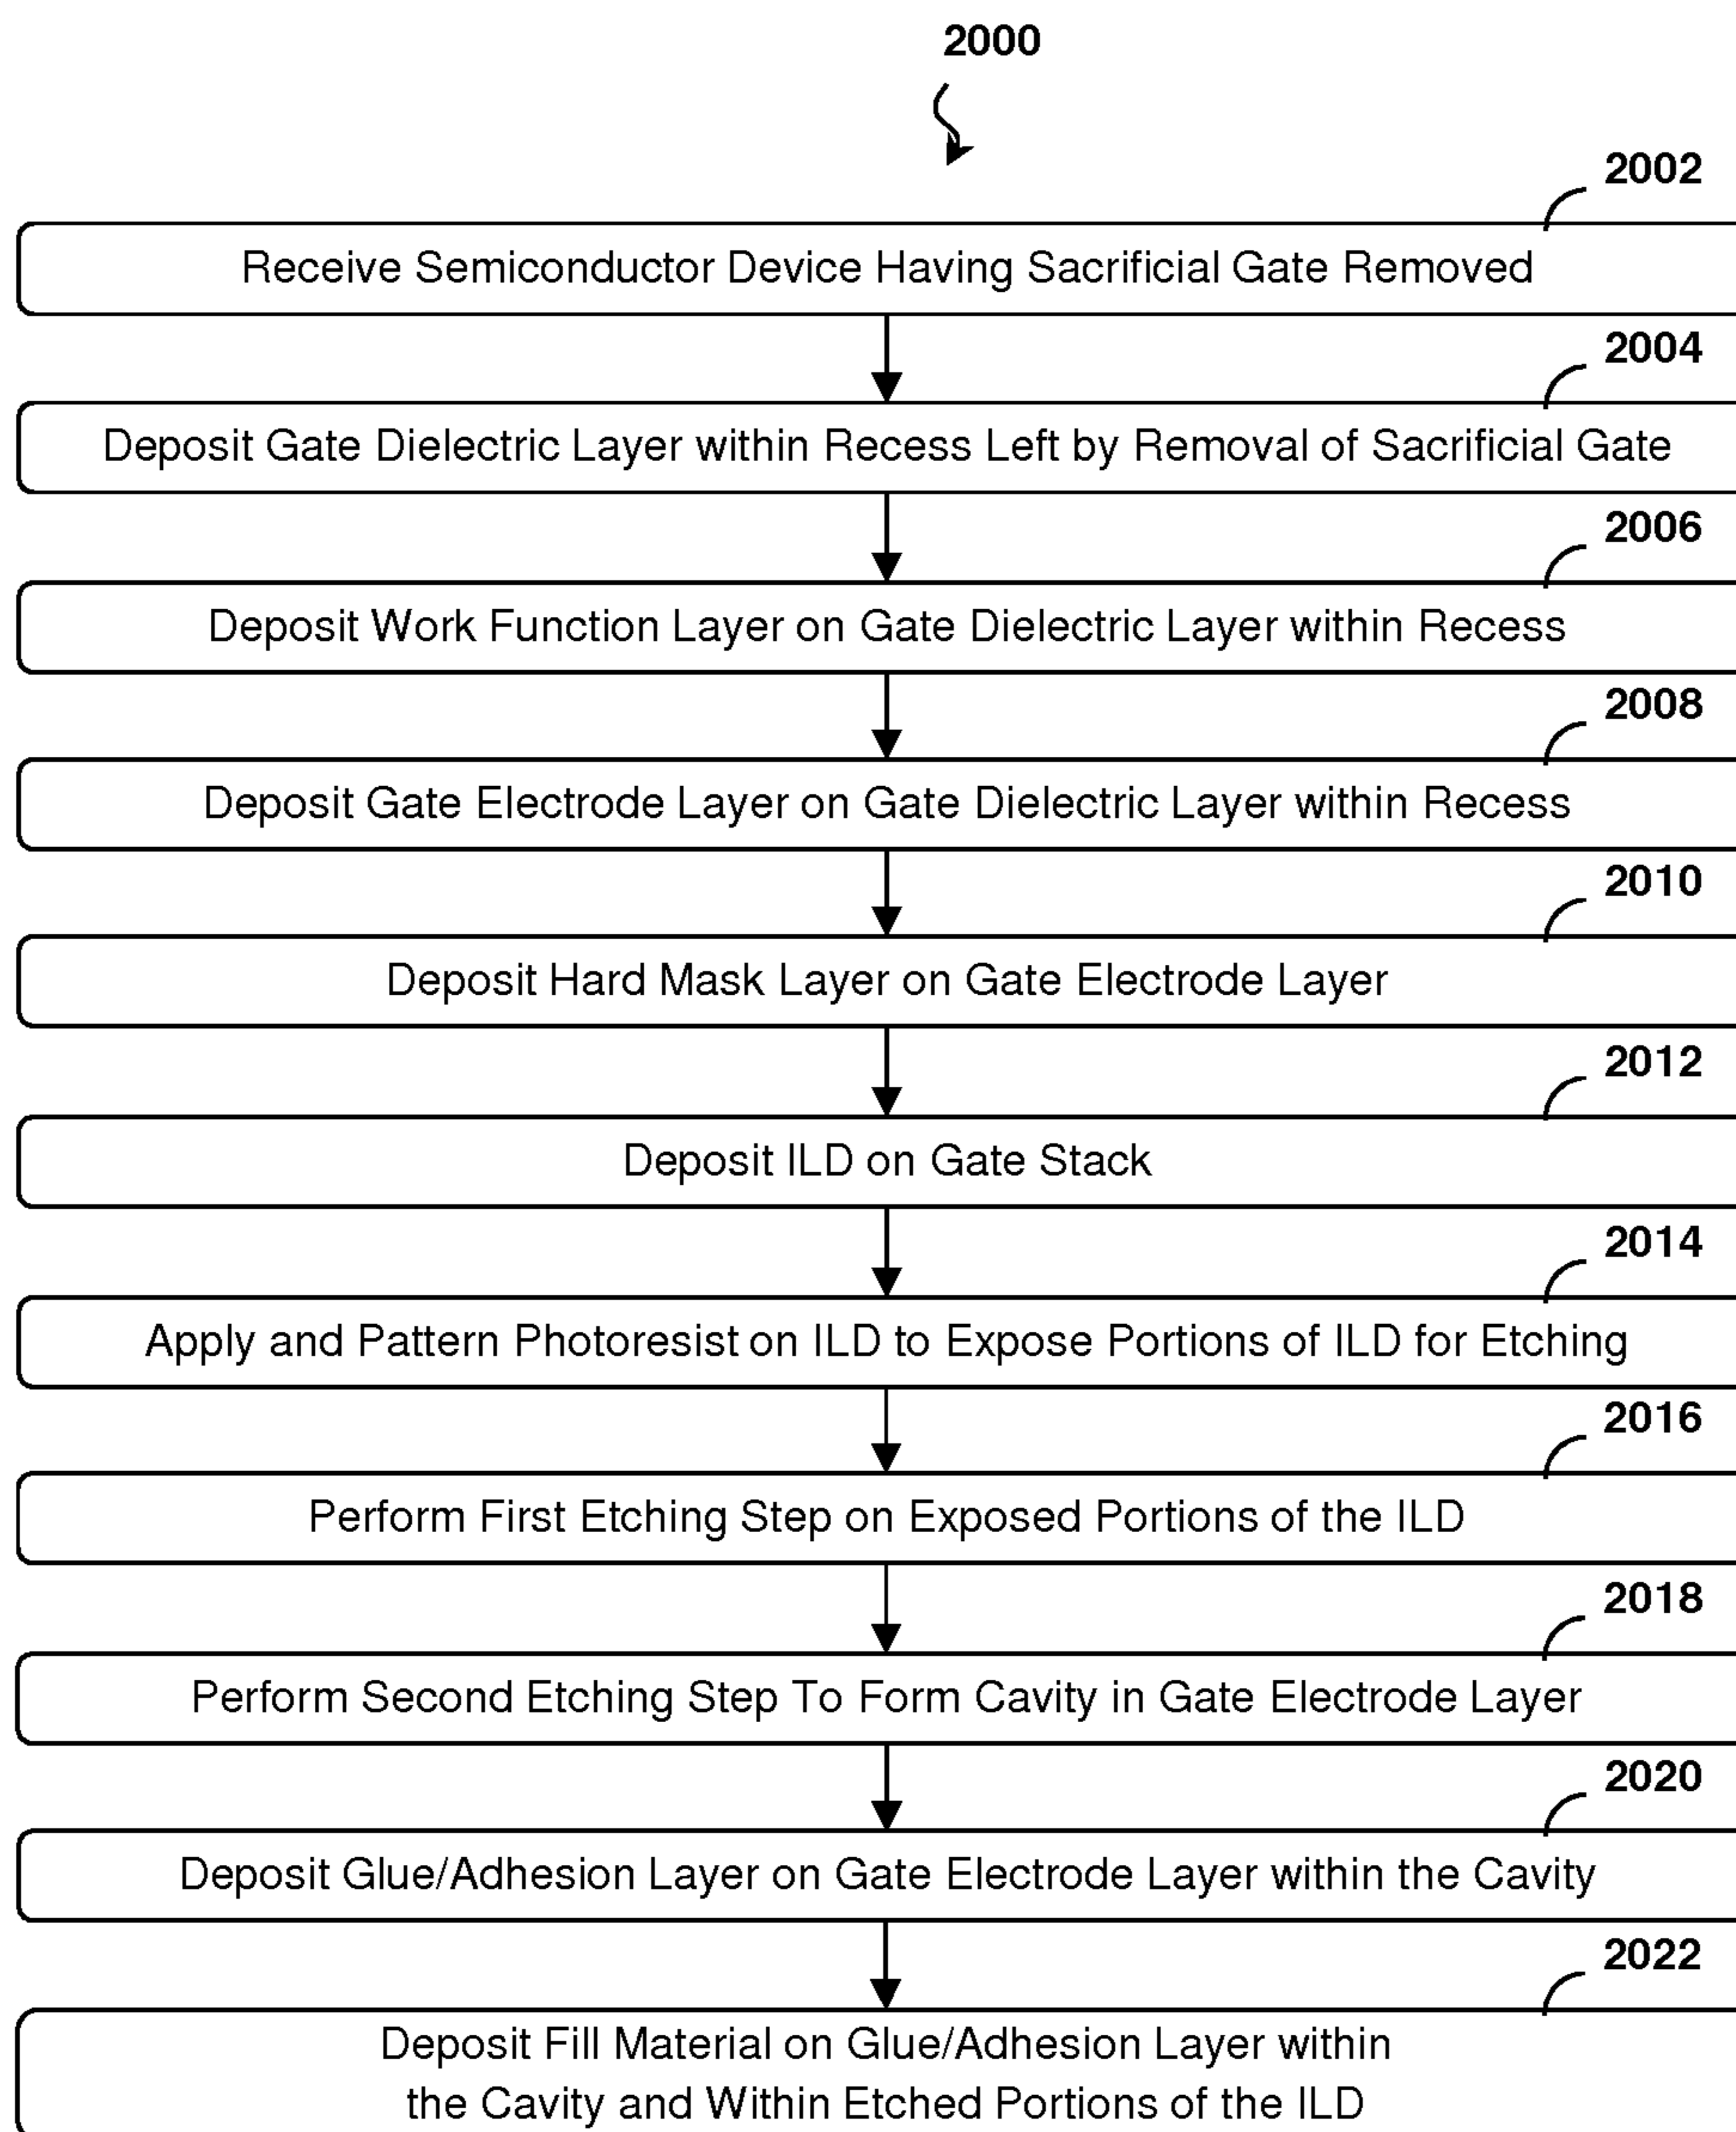 2000
2002
Receive Semiconductor Device Having Sacrificial Gate Removed
2004
Deposit Gate Dielectric Layer within Recess Left by Removal of Sacrificial Gate
2006
Deposit Work Function Layer on Gate Dielectric Layer within Recess
2008
Deposit Gate Electrode Layer on Gate Dielectric Layer within Recess
2010
Deposit Hard Mask Layer on Gate Electrode Layer
2012
Deposit ILD on Gate Stack
2014
Apply and Pattern Photoresist on ILD to Expose Portions of ILD for Etching
2016
Perform First Etching Step on Exposed Portions of the ILD
2018
Perform Second Etching Step To Form Cavity in Gate Electrode Layer
2020
Deposit Glue/Adhesion Layer on Gate Electrode Layer within the Cavity
2022
Deposit Fill Material on Glue/Adhesion Layer within
the Cavity and Within Etched Portions of the ILD